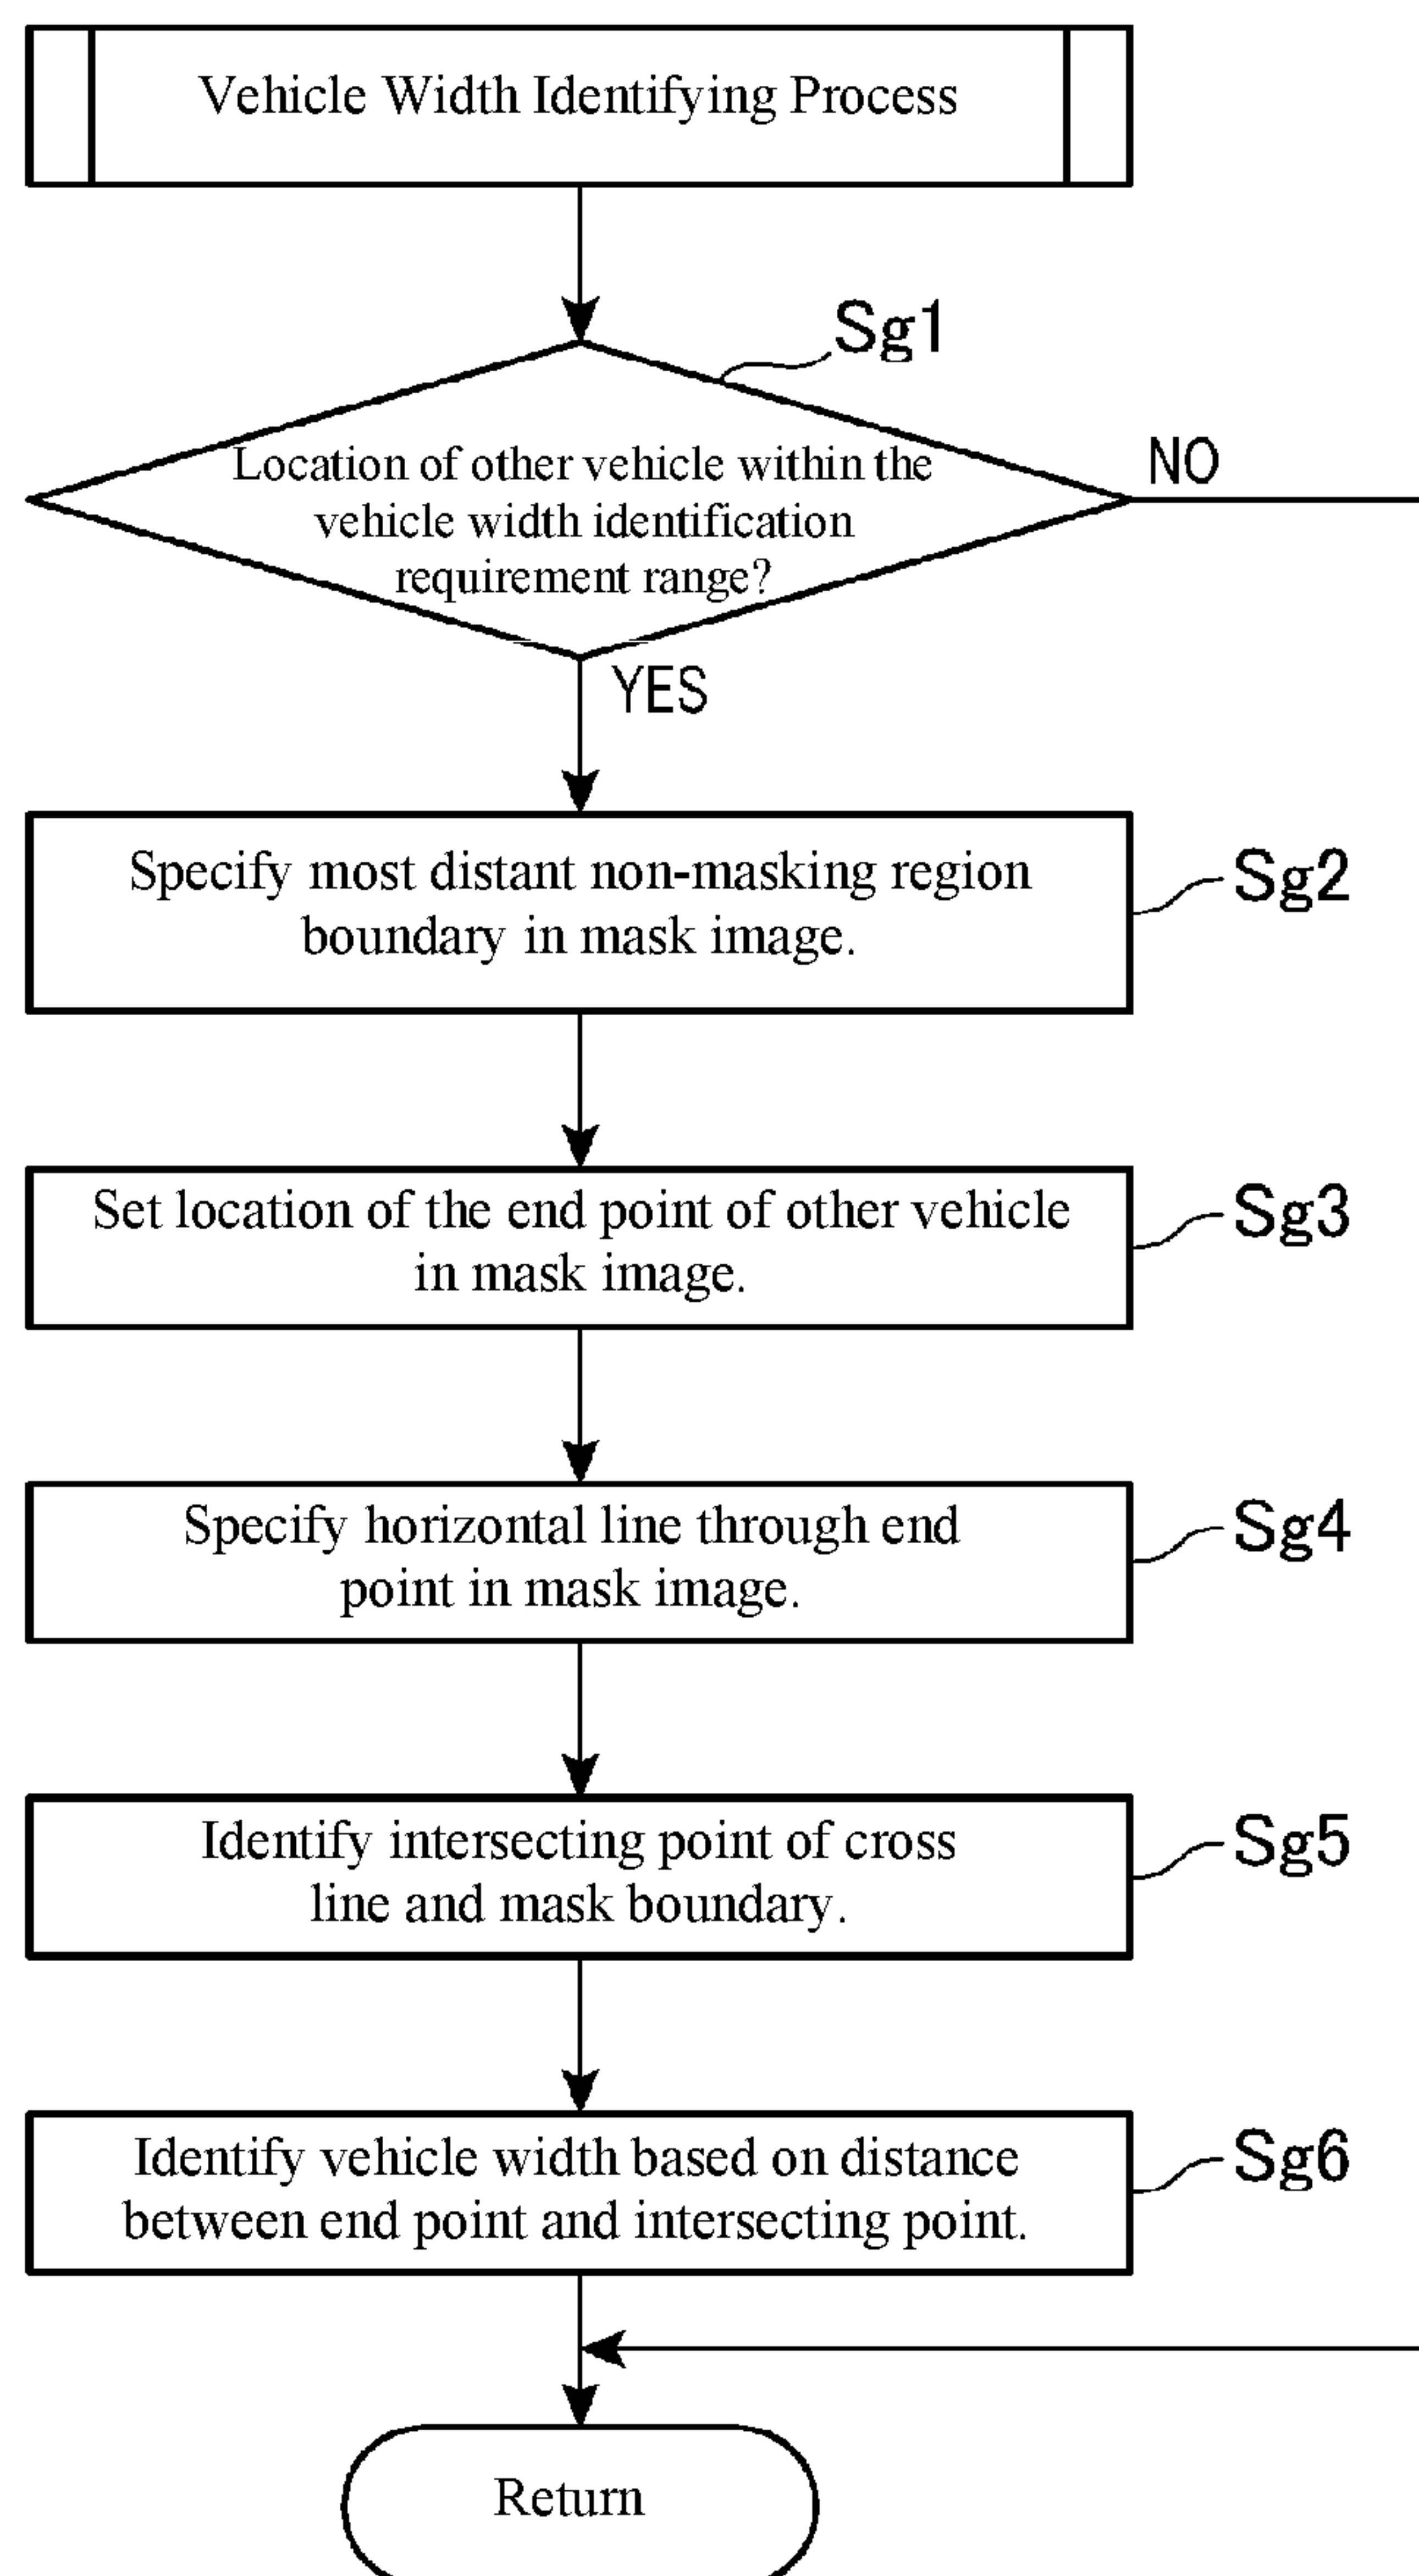 Vehicle Width Identifying Process
Sg1
Location of other vehicle within the
vehicle width identification
requirement range?
NO
YES
Specify most distant non-masking region
boundary in mask image.
Sg2
Set location of the end point of other vehicle
in mask image.
Sg3
Specify horizontal line through end
point in mask image.
Sg4
Identify intersecting point of cross
line and mask boundary.
Sg5
Identify vehicle width based on distance
between end point and intersecting point.
Sg6
Return